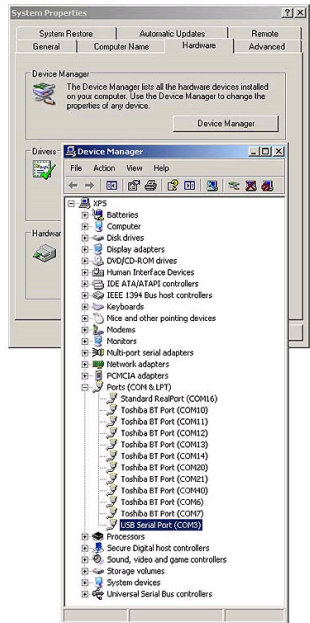 System Properties
System Restore
Automatic Updates
Remote
General
Computer Name
Hardware
Advanced
Device Manager
The Device Manager lists all the hardware devices installed
on your computer. Use the Device Manager to change the
properties of any device.
Device Manager
Drivers
Device Manager
File Action View Help
XPS
Batteries
Computer
Disk drives
Display adapters
DVD/CD-ROM drives
Human Interface Devices
IDE ATA/ATAPI controllers
IEEE 1394 Bus host controllers
Keyboards
Mice and other pointing devices
Modems
Monitors
Multi-port serial adapters
Network adapters
PCMCIA adapters
Ports (COM & LPT)
Standard RealPort (COM16)
Toshiba BT Port (COM10)
Toshiba BT Port (COM11)
Toshiba BT Port (COM12)
Toshiba BT Port (COM13)
Toshiba BT Port (COM14)
Toshiba BT Port (COM20)
Toshiba BT Port (COM21)
Toshiba BT Port (COM40)
Toshiba BT Port (COM6)
Toshiba BT Port (COM7)
USB Serial Port (COM3)
Processors
Secure Digital host controllers
Sound, video and game controllers
Storage volumes
System devices
Universal Serial Bus controllers
Hardwar